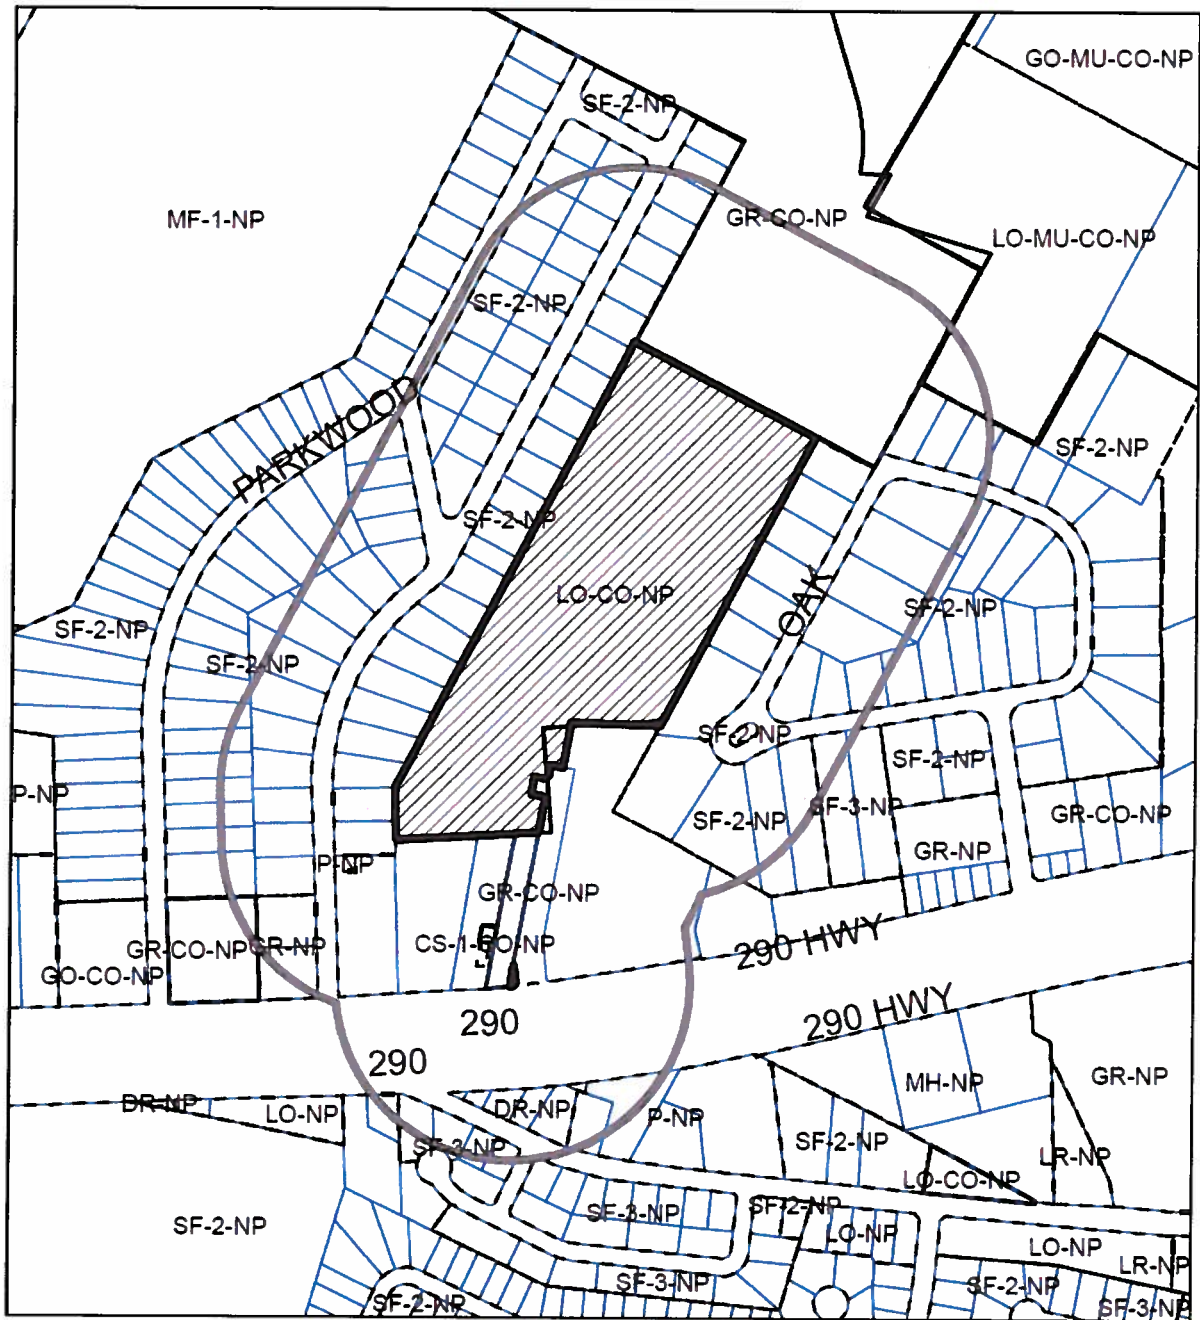 GO-MU-CO-NP
SF-2-NP
MF-1-NP
GR-CO-NP
LO-MU-CO-NP
SF-2-NP
PARKWOOD
SF-2-NP
SF-2-NP
LO-CO-NP
OAK
SF-2-NP
SF-2-NP
SF-2-NP
SF-2-NP
SF-2-NP
P-NP
SF-2-NP
SF-3-NP
GR-CO-NP
GR-NP
P-NP
GR-CO-NP
CS-1-CO-NP
290 HWY
GR-CO-NP
GR-NP
GO-CO-NP
290
290 HWY
290
MH-NP
GR-NP
DR-NP
LO-NP
DR-NP
P-NP
SF-3-NP
SF-2-NP
LR-NP
LO-CO-NP
SF-2-NP
SF-3-NP
SF-2-NP
LO-NP
LO-NP
LR-NP
SF-3-NP
SF-2-NP
SF-2-NP
SF-3-NP